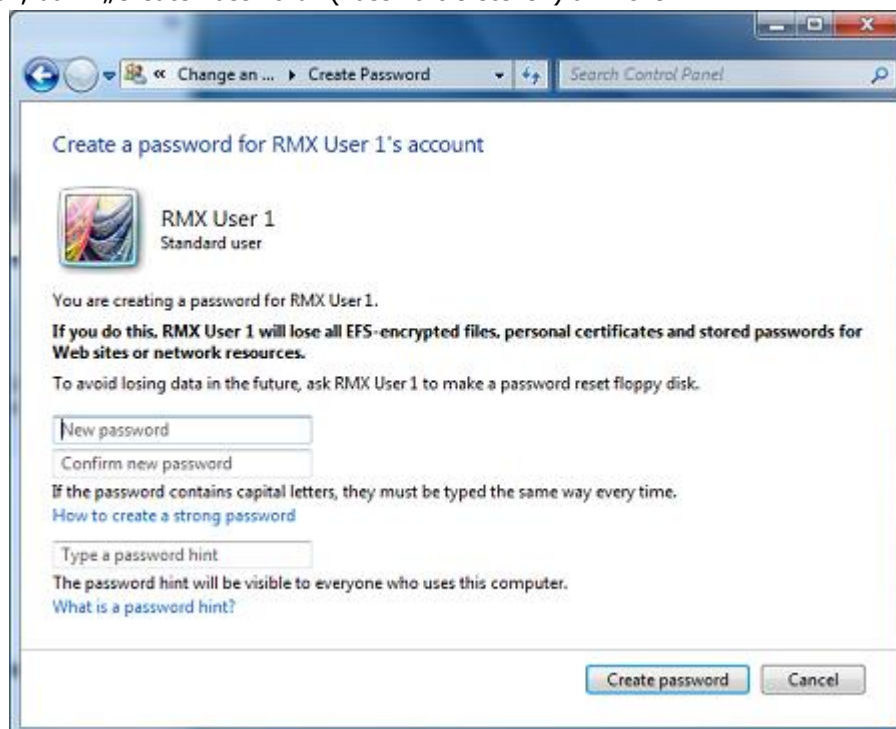 „Create Password“ (
« Change an ... ▸ Create Password
Search Control Panel
Create a password for RMX User 1's account
RMX User 1
Standard user
You are creating a password for RMX User 1.
If you do this, RMX User 1 will lose all EFS-encrypted files, personal certificates and stored passwords for
Web sites or network resources.
To avoid losing data in the future, ask RMX User 1 to make a password reset floppy disk.
New password
Confirm new password
If the password contains capital letters, they must be typed the same way every time.
How to create a strong password
Type a password hint
The password hint will be visible to everyone who uses this computer.
What is a password hint?
Create password
Cancel